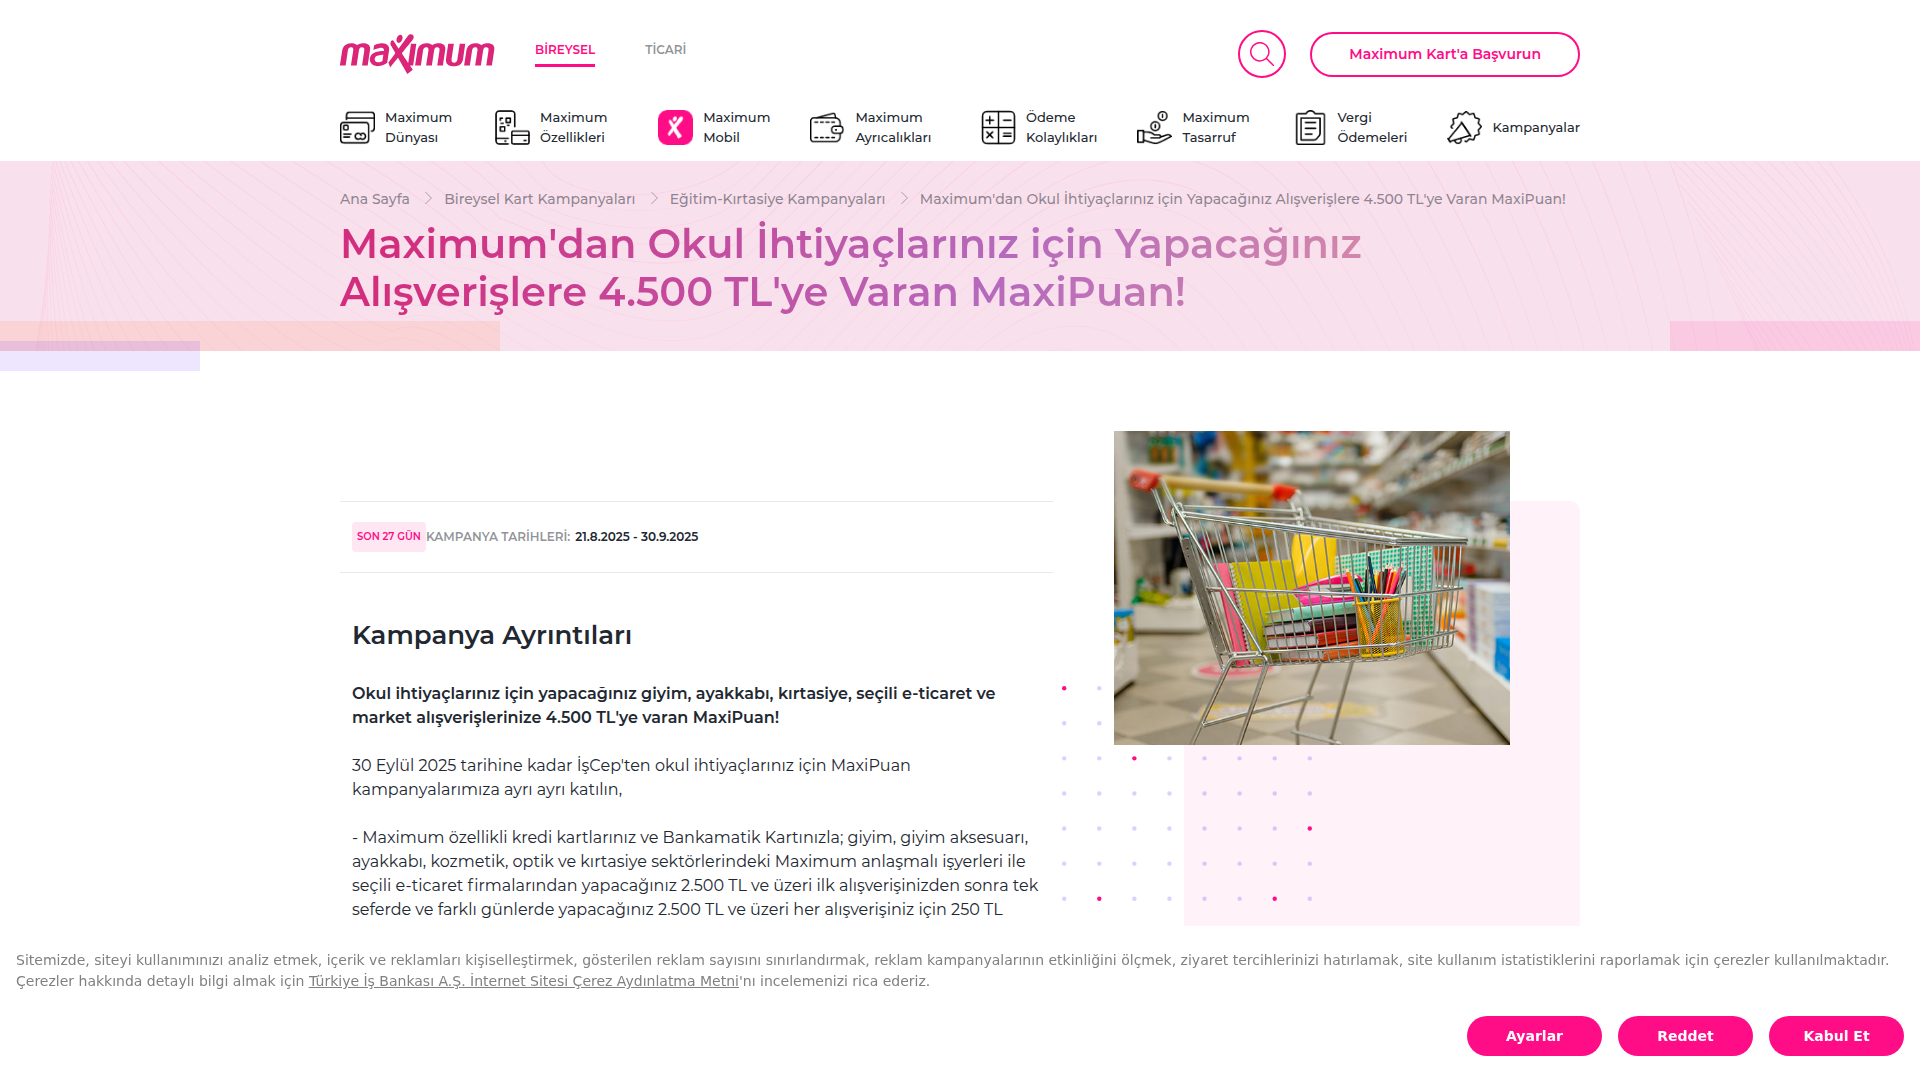 maximum
BİREYSEL
TİCARİ
Maximum Kart'a Başvurun
Maximum
Dünyası
Maximum
Özellikleri
Maximum
Mobil
Maximum
Ayrıcalıkları
Ödeme
Kolaylıkları
Maximum
Tasarruf
Vergi
Ödemeleri
Kampanyalar
Ana Sayfa
Bireysel Kart Kampanyaları
Eğitim-Kırtasiye Kampanyaları
Maximum'dan Okul İhtiyaçlarınız için Yapacağınız Alışverişlere 4.500 TL'ye Varan MaxiPuan!
Maximum'dan Okul İhtiyaçlarınız için Yapacağınız
Alışverişlere 4.500 TL'ye Varan MaxiPuan!
SON 27 GÜN KAMPANYA TARİHLERİ: 21.8.2025 - 30.9.2025
Kampanya Ayrıntıları
Okul ihtiyaçlarınız için yapacağınız giyim, ayakkabı, kırtasiye, seçili e-ticaret ve
market alışverişlerinize 4.500 TL'ye varan MaxiPuan!
30 Eylül 2025 tarihine kadar İşCep'ten okul ihtiyaçlarınız için MaxiPuan
kampanyalarımıza ayrı ayrı katılın,
- Maximum özellikli kredi kartlarınız ve Bankamatik Kartınızla; giyim, giyim aksesuarı,
ayakkabı, kozmetik, optik ve kırtasiye sektörlerindeki Maximum anlaşmalı işyerleri ile
seçili e-ticaret firmalarından yapacağınız 2.500 TL ve üzeri ilk alışverişinizden sonra tek
seferde ve farklı günlerde yapacağınız 2.500 TL ve üzeri her alışverişiniz için 250 TL
Sitemizde, siteyi kullanımınızı analiz etmek, içerik ve reklamları kişiselleştirmek, gösterilen reklam sayısını sınırlandırmak, reklam kampanyalarının etkinliğini ölçmek, ziyaret tercihlerinizi hatırlamak, site kullanım istatistiklerini raporlamak için çerezler kullanılmaktadır.
Çerezler hakkında detaylı bilgi almak için Türkiye İş Bankası A.Ş. İnternet Sitesi Çerez Aydınlatma Metni'nı incelemenizi rica ederiz.
Ayarlar
Reddet
Kabul Et